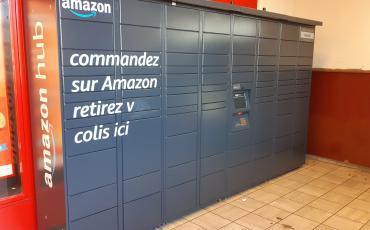 amazon
commandez
sur Amazon
retirez v
colis ici
amazon hub